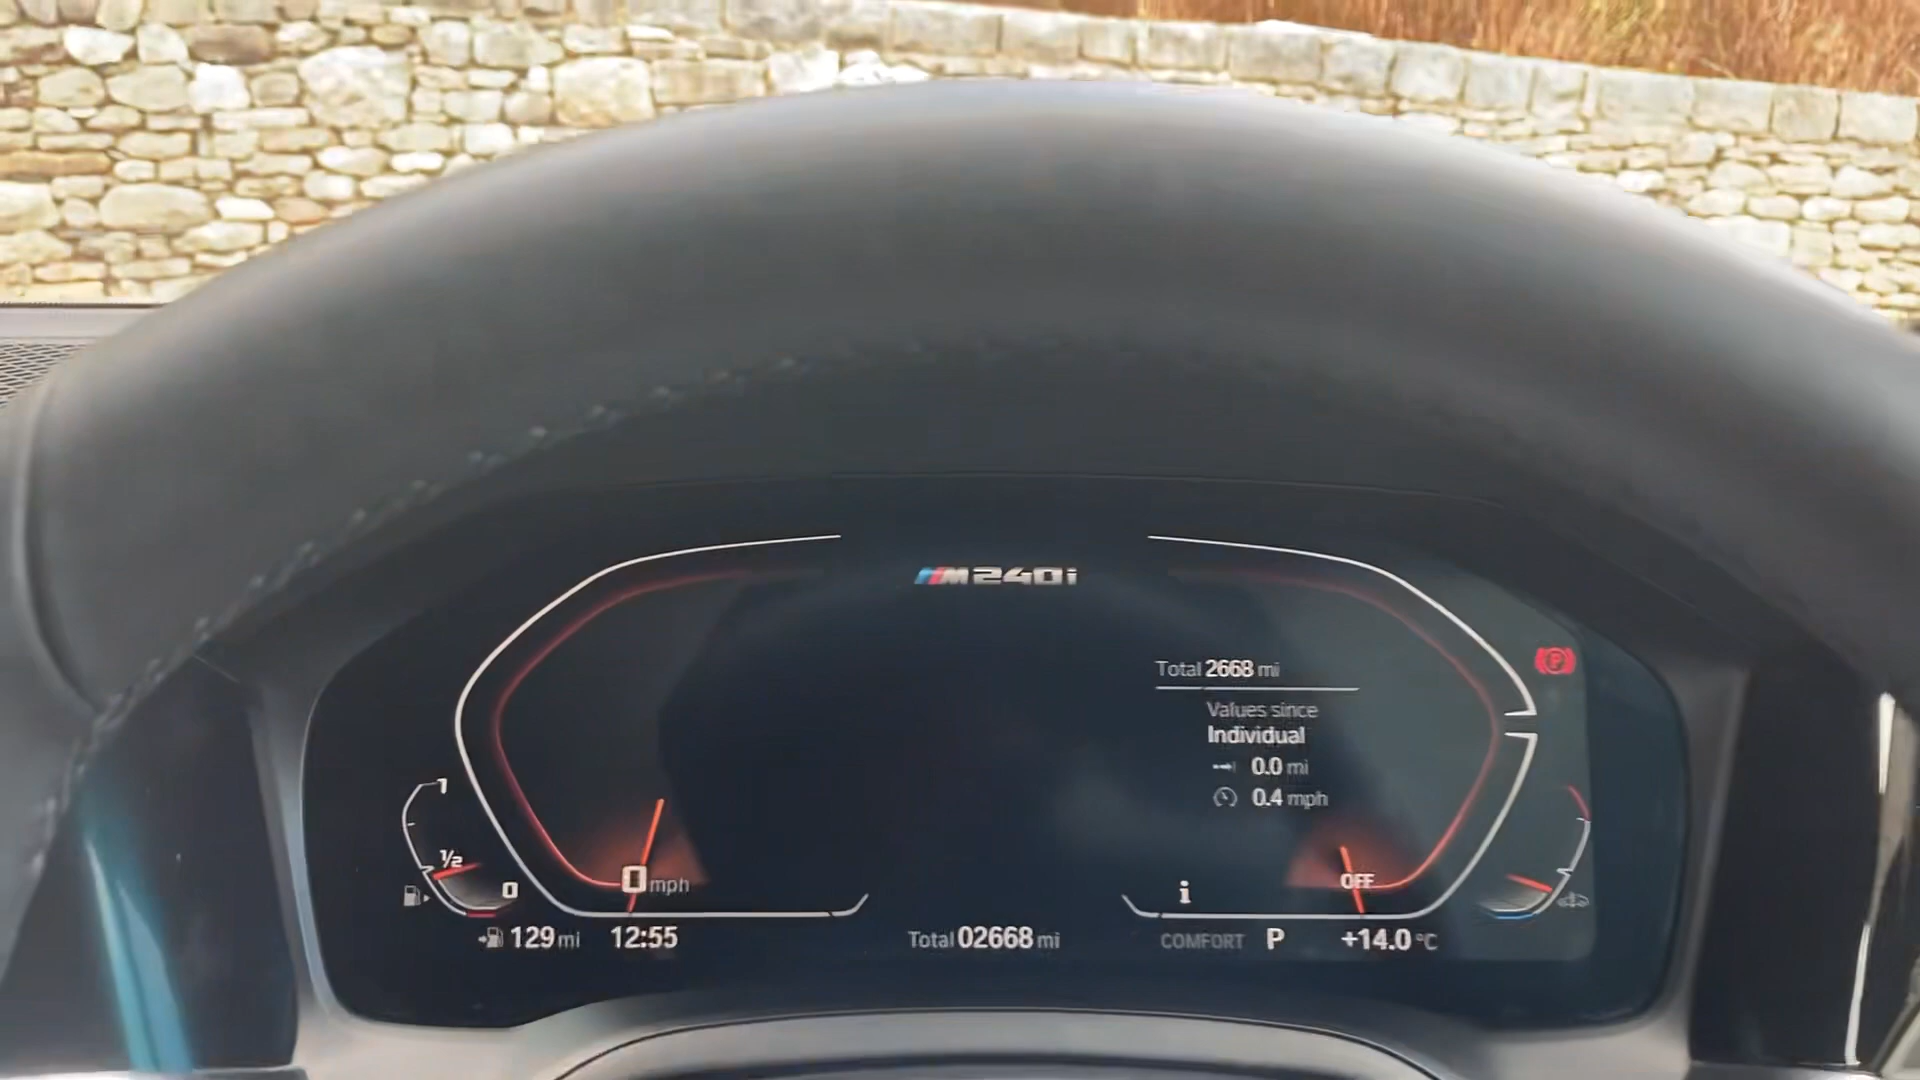 M240i
Total 2668 mi
Values since
Individual
0.0 mi
0.4 mph
1
1/2
0
0 mph
OFF
i
129 mi
12:55
Total 02668 mi
COMFORT P
+14.0 °C
P